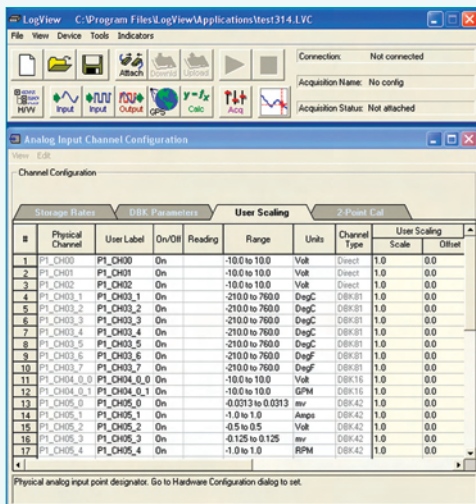 LogView C:\Program Files\LogView\Applications\test314.LVC
File View Device Tools Indicators
Attach Download Upload
Connection: Not connected
Acquisition Name: No config
H/W Input Input Output GPS Calc Acq
y=fx
Acquisition Status: Not attached
Analog Input Channel Configuration
View Edit
Channel Configuration
Storage Rates DBK Parameters User Scaling 2-Point Cal
# Physical Channel User Label On/Off Reading Range Units Channel Type User Scaling
Scale Offset
1 P1_CH00 P1_CH00 On -10.0 to 10.0 Volt Direct 1.0 0.0
2 P1_CH01 P1_CH01 On -10.0 to 10.0 Volt Direct 1.0 0.0
3 P1_CH02 P1_CH02 On -10.0 to 10.0 Volt Direct 1.0 0.0
4 P1_CH03_1 P1_CH03_1 On -210.0 to 760.0 DegC DBK81 1.0 0.0
5 P1_CH03_2 P1_CH03_2 On -210.0 to 760.0 DegC DBK81 1.0 0.0
6 P1_CH03_3 P1_CH03_3 On -210.0 to 760.0 DegC DBK81 1.0 0.0
7 P1_CH03_4 P1_CH03_4 On -210.0 to 760.0 DegC DBK81 1.0 0.0
8 P1_CH03_5 P1_CH03_5 On -210.0 to 760.0 DegC DBK81 1.0 0.0
9 P1_CH03_6 P1_CH03_6 On -210.0 to 760.0 DegF DBK81 1.0 0.0
10 P1_CH03_7 P1_CH03_7 On -210.0 to 760.0 DegF DBK81 1.0 0.0
11 P1_CH04_0_0 P1_CH04_0_0 On -10.0 to 10.0 Volt DBK16 1.0 0.0
12 P1_CH04_0_1 P1_CH04_0_1 On -10.0 to 10.0 GPM DBK16 1.0 0.0
13 P1_CH05_0 P1_CH05_0 On -0.0313 to 0.0313 mv DBK42 1.0 0.0
14 P1_CH05_1 P1_CH05_1 On -1.0 to 1.0 Amps DBK42 1.0 0.0
15 P1_CH05_2 P1_CH05_2 On -0.5 to 0.5 Volt DBK42 1.0 0.0
16 P1_CH05_3 P1_CH05_3 On -0.125 to 0.125 mv DBK42 1.0 0.0
17 P1_CH05_4 P1_CH05_4 On -1.0 to 1.0 RPM DBK42 1.0 0.0
Physical analog input point designator. Go to Hardware Configuration dialog to set.